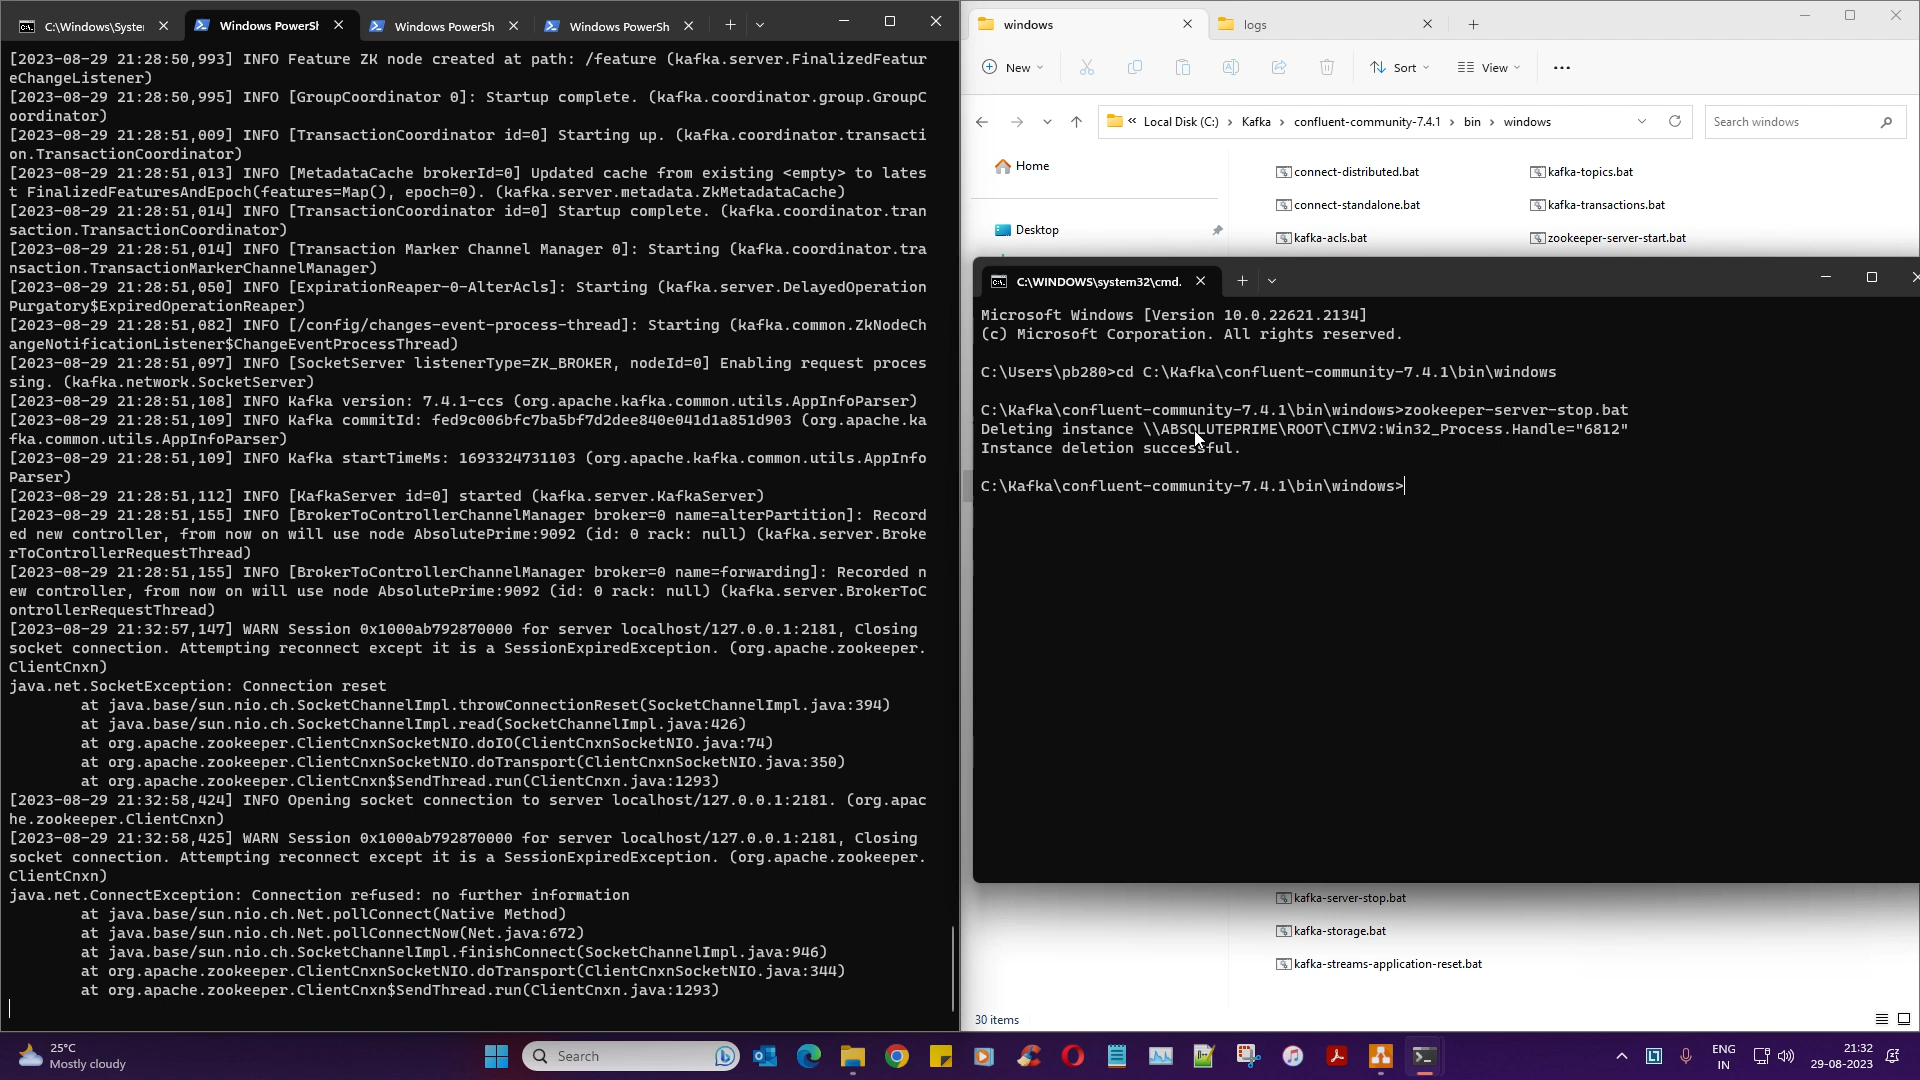 C:\Windows\Syste
Windows PowerSh
Windows PowerSh
Windows PowerSh
[2023-08-29 21:28:50,993] INFO Feature ZK node created at path: /feature (kafka.server.FinalizedFeatur
eChangeListener)
[2023-08-29 21:28:50,995] INFO [GroupCoordinator 0]: Startup complete. (kafka.coordinator.group.GroupC
oordinator)
[2023-08-29 21:28:51,009] INFO [TransactionCoordinator id=0] Starting up. (kafka.coordinator.transacti
on.TransactionCoordinator)
[2023-08-29 21:28:51,013] INFO [MetadataCache brokerId=0] Updated cache from existing <empty> to lates
t FinalizedFeaturesAndEpoch(features=Map(), epoch=0). (kafka.server.metadata.ZkMetadataCache)
[2023-08-29 21:28:51,014] INFO [TransactionCoordinator id=0] Startup complete. (kafka.coordinator.tran
saction.TransactionCoordinator)
[2023-08-29 21:28:51,014] INFO [Transaction Marker Channel Manager 0]: Starting (kafka.coordinator.tra
nsaction.TransactionMarkerChannelManager)
[2023-08-29 21:28:51,050] INFO [ExpirationReaper-0-AlterAcls]: Starting (kafka.server.DelayedOperation
Purgatory$ExpiredOperationReaper)
[2023-08-29 21:28:51,082] INFO [/config/changes-event-process-thread]: Starting (kafka.common.ZkNodeCh
angeNotificationListener$ChangeEventProcessThread)
[2023-08-29 21:28:51,097] INFO [SocketServer listenerType=ZK_BROKER, nodeId=0] Enabling request proces
sing. (kafka.network.SocketServer)
[2023-08-29 21:28:51,108] INFO Kafka version: 7.4.1-ccs (org.apache.kafka.common.utils.AppInfoParser)
[2023-08-29 21:28:51,109] INFO Kafka commitId: fed9c006bfc7ba5bf7d2dee840e041d1a851d903 (org.apache.ka
fka.common.utils.AppInfoParser)
[2023-08-29 21:28:51,109] INFO Kafka startTimeMs: 1693324731103 (org.apache.kafka.common.utils.AppInfo
Parser)
[2023-08-29 21:28:51,112] INFO [KafkaServer id=0] started (kafka.server.KafkaServer)
[2023-08-29 21:28:51,155] INFO [BrokerToControllerChannelManager broker=0 name=alterPartition]: Record
ed new controller, from now on will use node AbsolutePrime:9092 (id: 0 rack: null) (kafka.server.Broke
rToControllerRequestThread)
[2023-08-29 21:28:51,155] INFO [BrokerToControllerChannelManager broker=0 name=forwarding]: Recorded n
ew controller, from now on will use node AbsolutePrime:9092 (id: 0 rack: null) (kafka.server.BrokerToC
ontrollerRequestThread)
[2023-08-29 21:32:57,147] WARN Session 0x1000ab792870000 for server localhost/127.0.0.1:2181, Closing
socket connection. Attempting reconnect except it is a SessionExpiredException. (org.apache.zookeeper.
ClientCnxn)
java.net.SocketException: Connection reset
at java.base/sun.nio.ch.SocketChannelImpl.throwConnectionReset(SocketChannelImpl.java:394)
at java.base/sun.nio.ch.SocketChannelImpl.read(SocketChannelImpl.java:426)
at org.apache.zookeeper.ClientCnxnSocketNIO.doIO(ClientCnxnSocketNIO.java:74)
at org.apache.zookeeper.ClientCnxnSocketNIO.doTransport(ClientCnxnSocketNIO.java:350)
at org.apache.zookeeper.ClientCnxn$SendThread.run(ClientCnxn.java:1293)
[2023-08-29 21:32:58,424] INFO Opening socket connection to server localhost/127.0.0.1:2181. (org.apac
he.zookeeper.ClientCnxn)
[2023-08-29 21:32:58,425] WARN Session 0x1000ab792870000 for server localhost/127.0.0.1:2181, Closing
socket connection. Attempting reconnect except it is a SessionExpiredException. (org.apache.zookeeper.
ClientCnxn)
java.net.ConnectException: Connection refused: no further information
at java.base/sun.nio.ch.Net.pollConnect(Native Method)
at java.base/sun.nio.ch.Net.pollConnectNow(Net.java:672)
at java.base/sun.nio.ch.SocketChannelImpl.finishConnect(SocketChannelImpl.java:946)
at org.apache.zookeeper.ClientCnxnSocketNIO.doTransport(ClientCnxnSocketNIO.java:344)
at org.apache.zookeeper.ClientCnxn$SendThread.run(ClientCnxn.java:1293)
windows
logs
New
Sort
View
« Local Disk (C:) › Kafka › confluent-community-7.4.1 › bin › windows
Search windows
Home
Desktop
connect-distributed.bat
connect-standalone.bat
kafka-acls.bat
kafka-topics.bat
kafka-transactions.bat
zookeeper-server-start.bat
C:\WINDOWS\system32\cmd.
Microsoft Windows [Version 10.0.22621.2134]
(c) Microsoft Corporation. All rights reserved.
C:\Users\pb280>cd C:\Kafka\confluent-community-7.4.1\bin\windows
C:\Kafka\confluent-community-7.4.1\bin\windows>zookeeper-server-stop.bat
Deleting instance \\ABSOLUTEPRIME\ROOT\CIMV2:Win32_Process.Handle="6812"
Instance deletion successful.
C:\Kafka\confluent-community-7.4.1\bin\windows>
kafka-server-stop.bat
kafka-storage.bat
kafka-streams-application-reset.bat
30 items
25°C
Mostly cloudy
Search
ENG
IN
21:32
29-08-2023